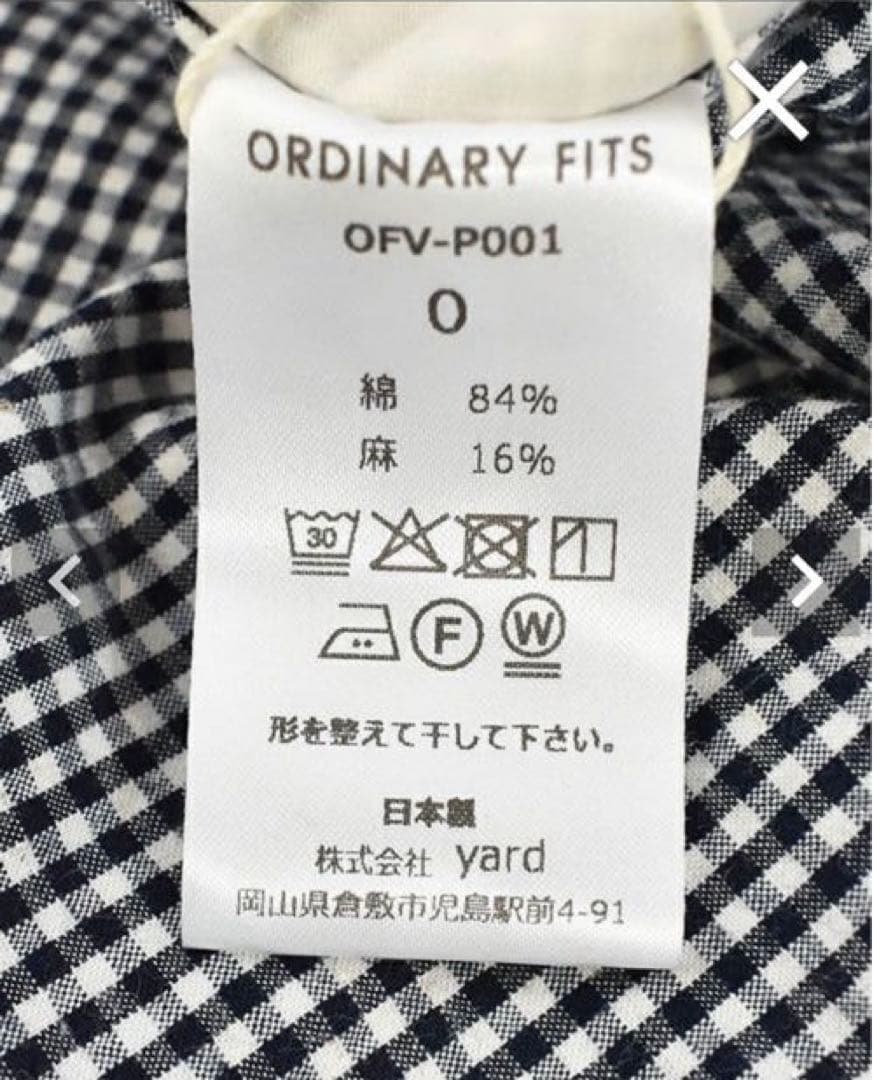 ORDINARY FITS
OFV-P001
0
綿 84%
麻 16%
30
F W
形を整えて干して下さい。
日本製
株式会社 yard
岡山県倉敷市児島駅前4-91